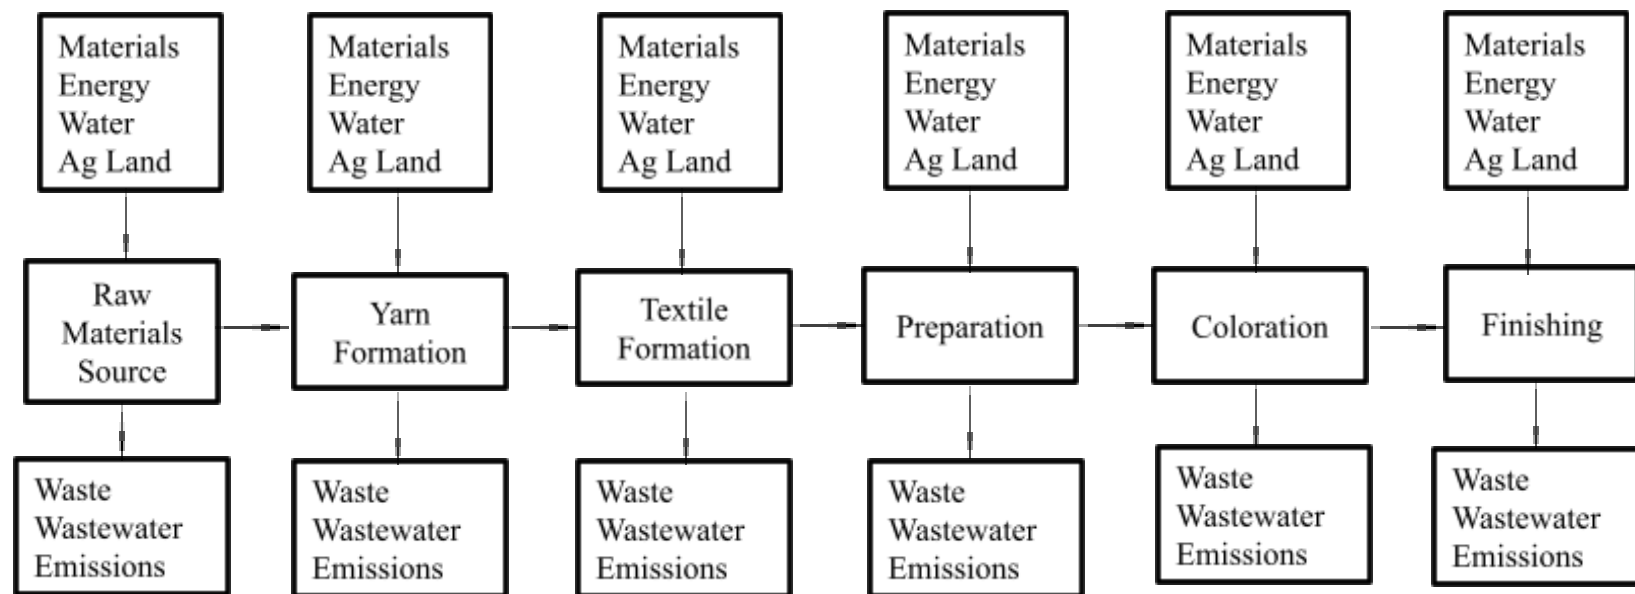 Materials
Energy
Water
Ag Land
Materials
Energy
Water
Ag Land
Materials
Energy
Water
Ag Land
Materials
Energy
Water
Ag Land
Materials
Energy
Water
Ag Land
Materials
Energy
Water
Ag Land
Raw
Materials
Source
Yarn
Formation
Textile
Formation
Preparation
Coloration
Finishing
Waste
Wastewater
Emissions
Waste
Wastewater
Emissions
Waste
Wastewater
Emissions
Waste
Wastewater
Emissions
Waste
Wastewater
Emissions
Waste
Wastewater
Emissions